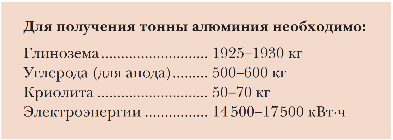 Для получения тонны алюминия необходимо:
Глинозема........................... 1925–1930 кг
Углерода (для анода)......... 500–600 кг
Криолита ........................... 50–70 кг
Электроэнергии ................ 14 500–17 500 кВт·ч